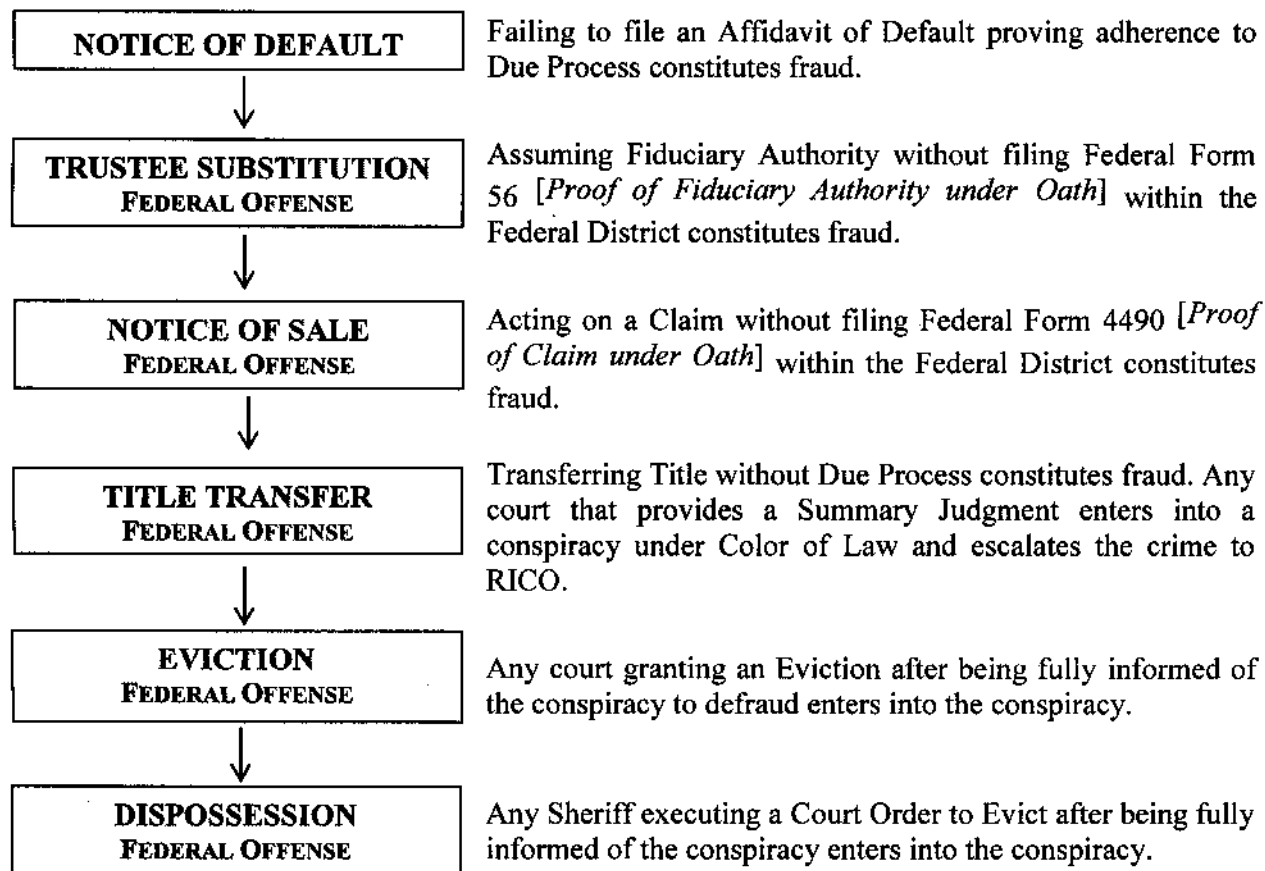 NOTICE OF DEFAULT
Failing to file an Affidavit of Default proving adherence to
Due Process constitutes fraud.
TRUSTEE SUBSTITUTION
FEDERAL OFFENSE
Assuming Fiduciary Authority without filing Federal Form
56 [Proof of Fiduciary Authority under Oath] within the
Federal District constitutes fraud.
NOTICE OF SALE
FEDERAL OFFENSE
Acting on a Claim without filing Federal Form 4490 [Proof
of Claim under Oath] within the Federal District constitutes
fraud.
TITLE TRANSFER
FEDERAL OFFENSE
Transferring Title without Due Process constitutes fraud. Any
court that provides a Summary Judgment enters into a
conspiracy under Color of Law and escalates the crime to
RICO.
EVICTION
FEDERAL OFFENSE
Any court granting an Eviction after being fully informed of
the conspiracy to defraud enters into the conspiracy.
DISPOSSESSION
FEDERAL OFFENSE
Any Sheriff executing a Court Order to Evict after being fully
informed of the conspiracy enters into the conspiracy.